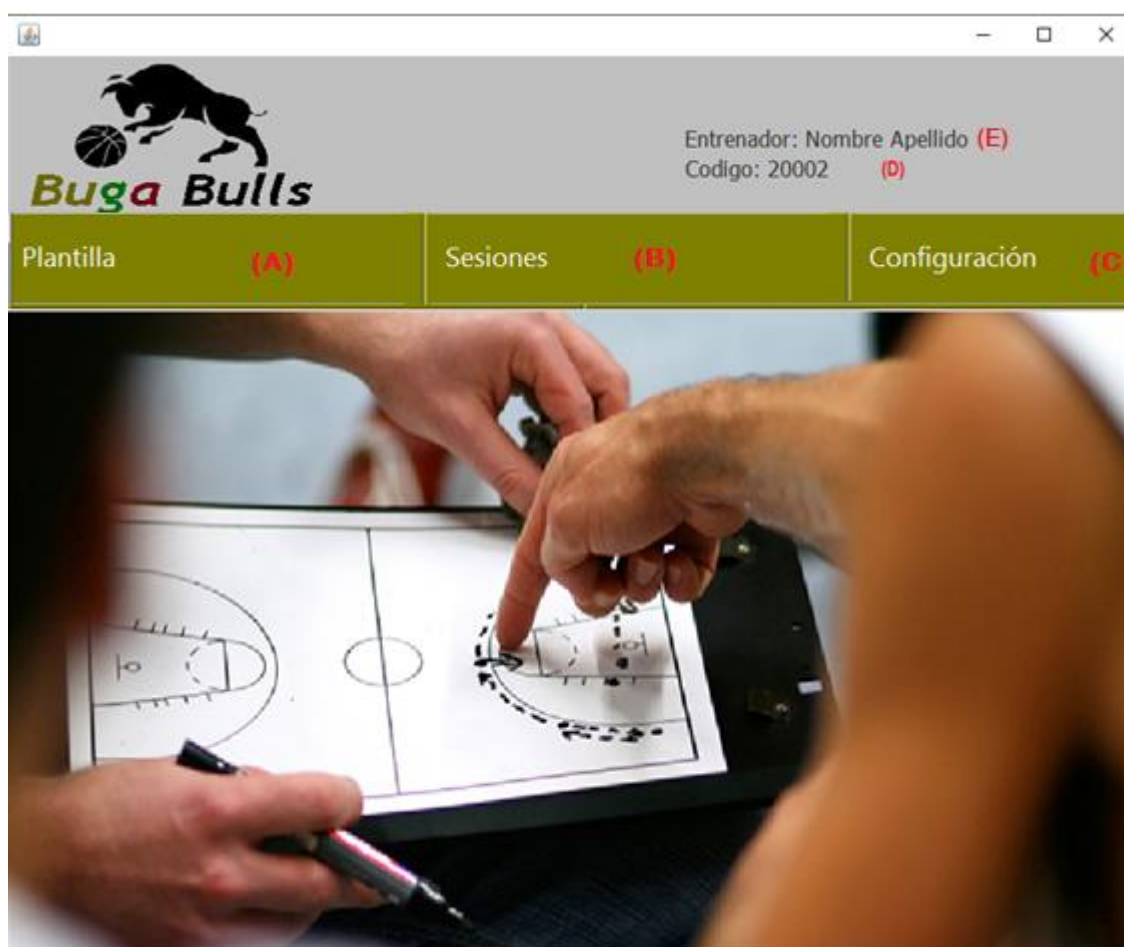 Entrenador: Nombre Apellido (E)
Codigo: 20002 (D)
Buga Bulls
Plantilla (A)
Sesiones (B)
Configuración (C